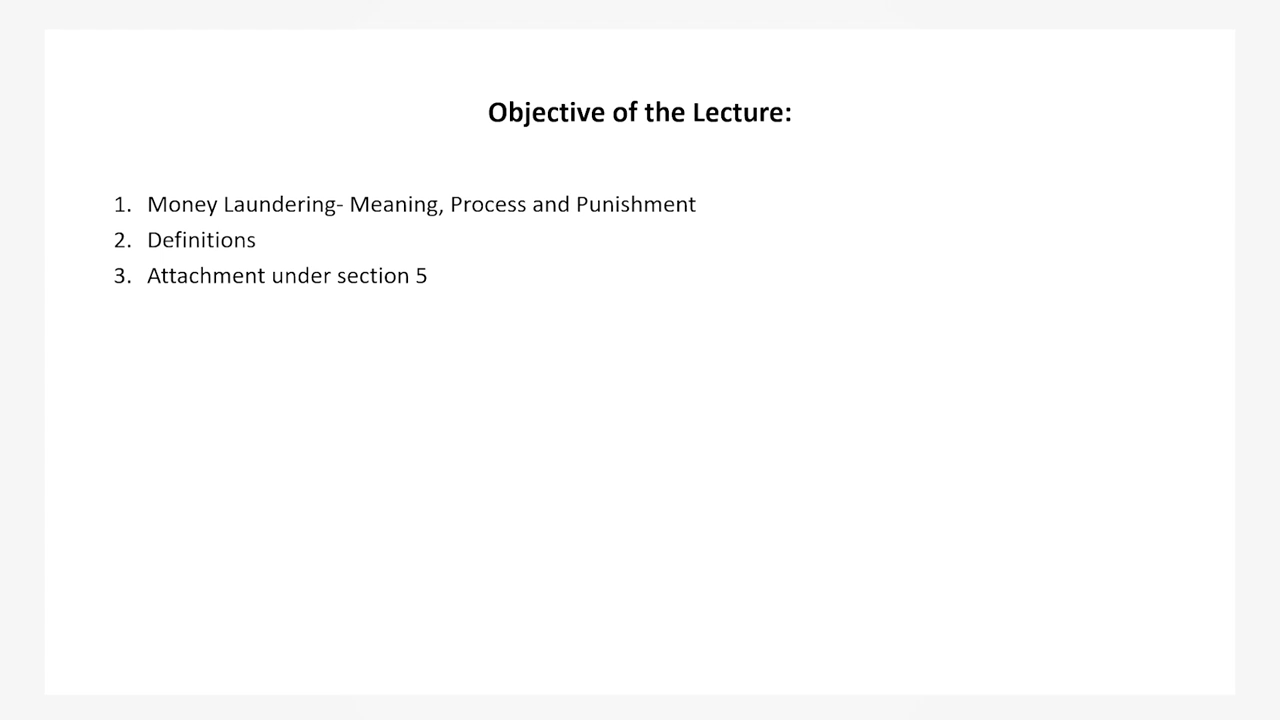 Objective of the Lecture:
1. Money Laundering- Meaning, Process and Punishment
2. Definitions
3. Attachment under section 5